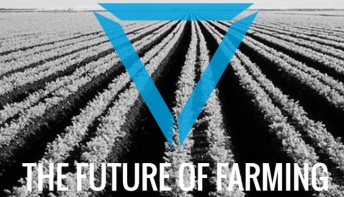 THE FUTURE OF FARMING